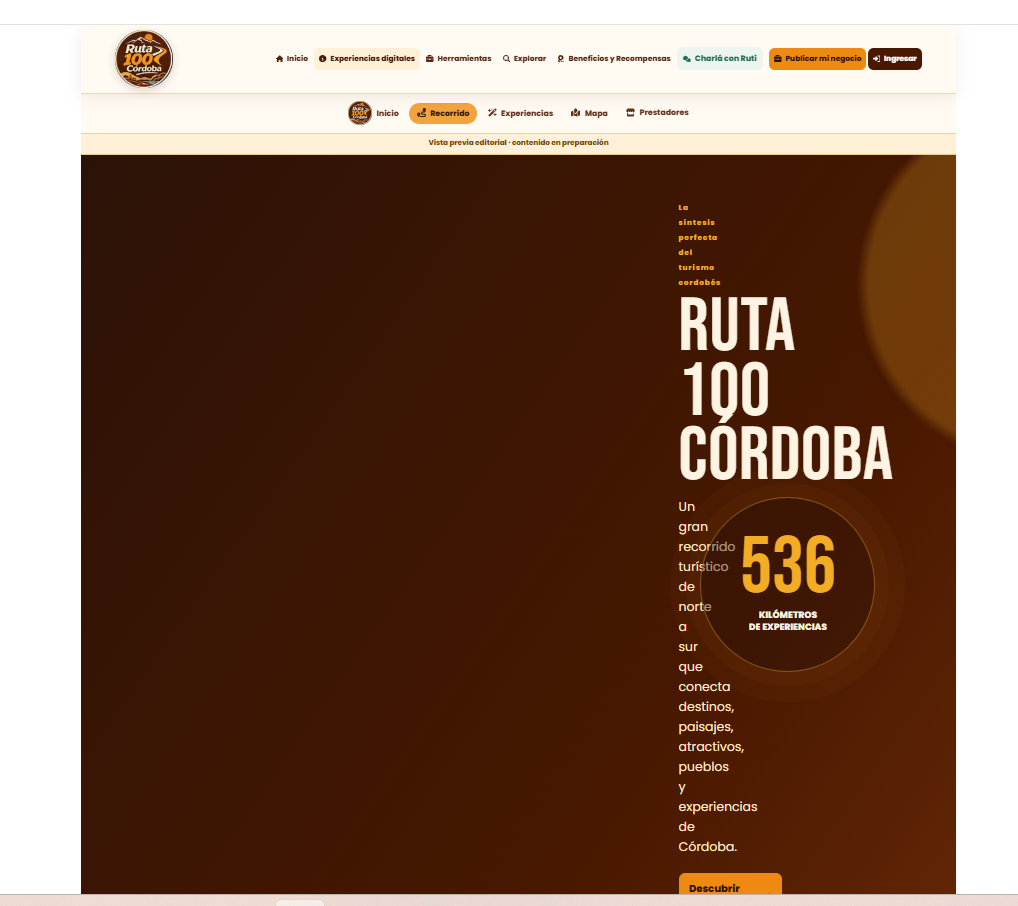 Ruta
100
Córdoba
Inicio
Experiencias digitales
Herramientas
Explorar
Beneficios y Recompensas
Charlá con Ruti
Publicar mi negocio
Ingresar
Inicio
Recorrido
Experiencias
Mapa
Prestadores
Vista previa editorial · contenido en preparación
La
síntesis
perfecta
del
turismo
cordobés
RUTA
100
CÓRDOBA
Un
gran
recorrido
turístico
de
norte
a
sur
que
conecta
destinos,
paisajes,
atractivos,
pueblos
y
experiencias
de
Córdoba.
536
KILÓMETROS
DE EXPERIENCIAS
Descubrir